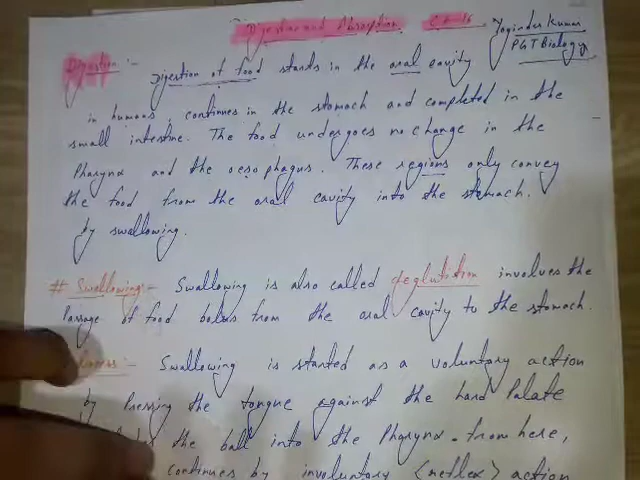 Digestion and Absorption Ch-16 Yoginder Kumar
PGT Biology
Digestion :-
Digestion of food starts in the oral cavity
in humans, continues in the stomach and completed in the
small intestine. The food undergoes no change in the
Pharynx and the oesophagus. These regions only convey
the food from the oral cavity into the stomach.
by swallowing.
# Swallowing:- Swallowing is also called deglutition involves the
Passage of food bolus from the oral cavity to the stomach.
:- Swallowing is started as a voluntary action
by Pressing the tongue against the hard Palate
the ball into the Pharynx. from here,
continues by involuntary <reflex> action